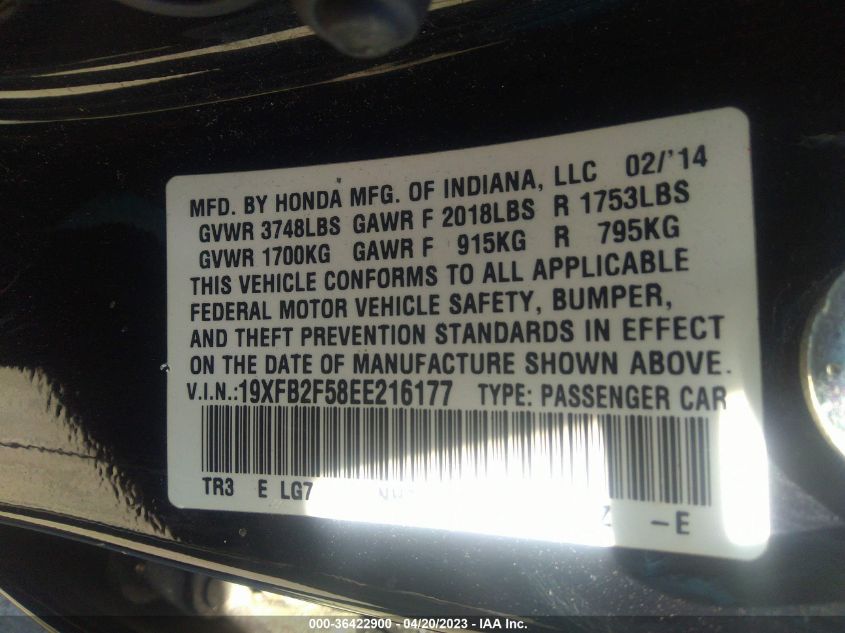 MFD. BY HONDA MFG. OF INDIANA, LLC 02/'14
GVWR 3748LBS GAWR F 2018LBS R 1753LBS
GVWR 1700KG GAWR F 915KG R 795KG
THIS VEHICLE CONFORMS TO ALL APPLICABLE
FEDERAL MOTOR VEHICLE SAFETY, BUMPER,
AND THEFT PREVENTION STANDARDS IN EFFECT
ON THE DATE OF MANUFACTURE SHOWN ABOVE.
V.I.N.:19XFB2F58EE216177 TYPE: PASSENGER CAR
TR3 E LG7 -E
000-36422900 - 04/20/2023 - IAA Inc.